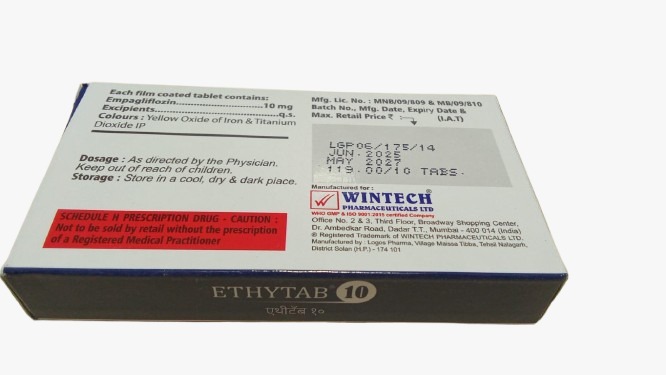 Each film coated tablet contains:
Empagliflozin..............................10 mg
Excipients......................................q.s.
Colours : Yellow Oxide of Iron & Titanium
Dioxide IP
Dosage : As directed by the Physician.
Keep out of reach of children.
Storage : Store in a cool, dry & dark place.
SCHEDULE H PRESCRIPTION DRUG - CAUTION :
Not to be sold by retail without the prescription
of a Registered Medical Practitioner
Mfg. Lic. No. : MNB/09/809 & MB/09/810
Batch No., Mfg. Date, Expiry Date &
Max. Retail Price ₹ : (I.A.T)
LGP06/175/14
JUN. 2025
MAY 2027
119.00/10 TABS.
Manufactured for :
WINTECH®
PHARMACEUTICALS LTD
WHO GMP & ISO 9001:2015 certified Company
Office No. 2 & 3, Third Floor, Broadway Shopping Center,
Dr. Ambedkar Road, Dadar T.T., Mumbai - 400 014 (India)
® Registered Trademark of WINTECH PHARMACEUTICALS LTD.
Manufactured by : Logos Pharma, Village Maissa Tibba, Tehsil Nalagarh,
District Solan (H.P.) - 174 101
ETHYTAB® 10
एथीटॅब १०